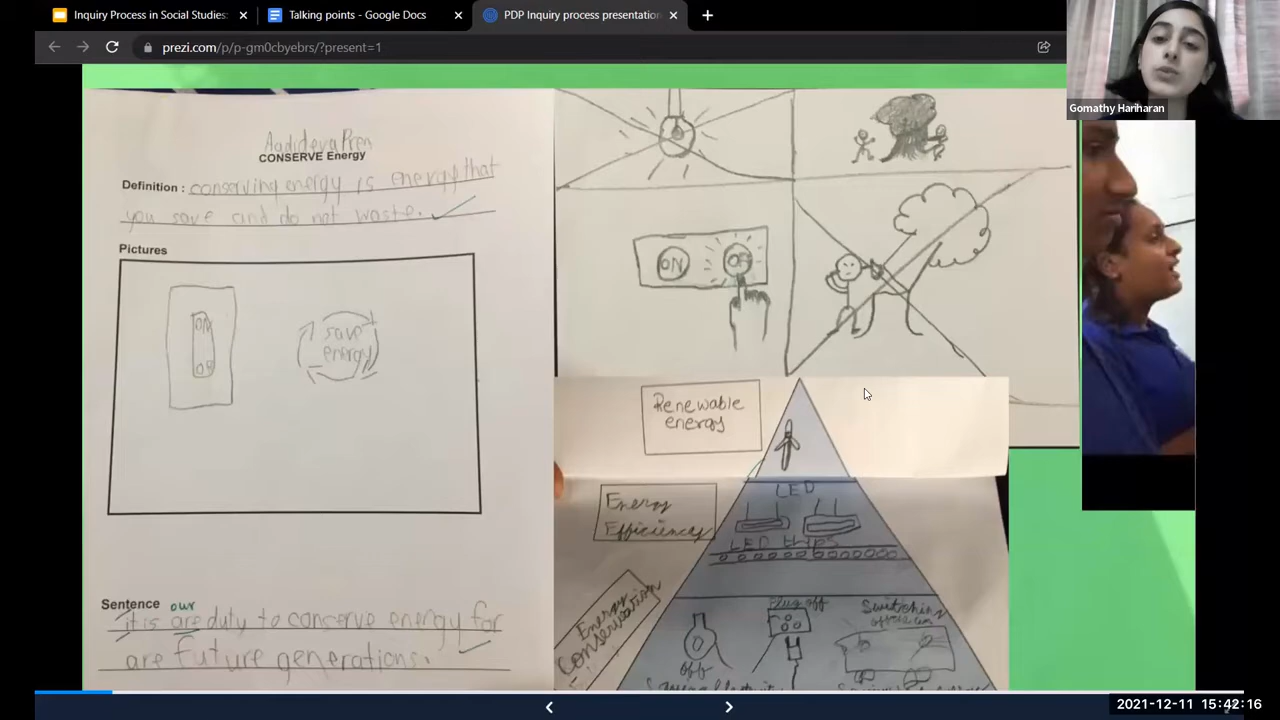 Inquiry Process in Social Studies:
Talking points - Google Docs
PDP Inquiry process presentation
prezi.com/p/p-gm0cbyebrs/?present=1
Gomathy Hariharan
CONSERVE Energy
Definition : conserving energy is energy that
you save and do not waste.
Pictures
ON
save
energy
Sentence our
it is are duty to conserve energy for
are future generations.
ON
Renewable
energy
LED
Energy
Efficiency
LED
Energy
Conservation
Plug off
Switching
off
2021-12-11 15:42:16